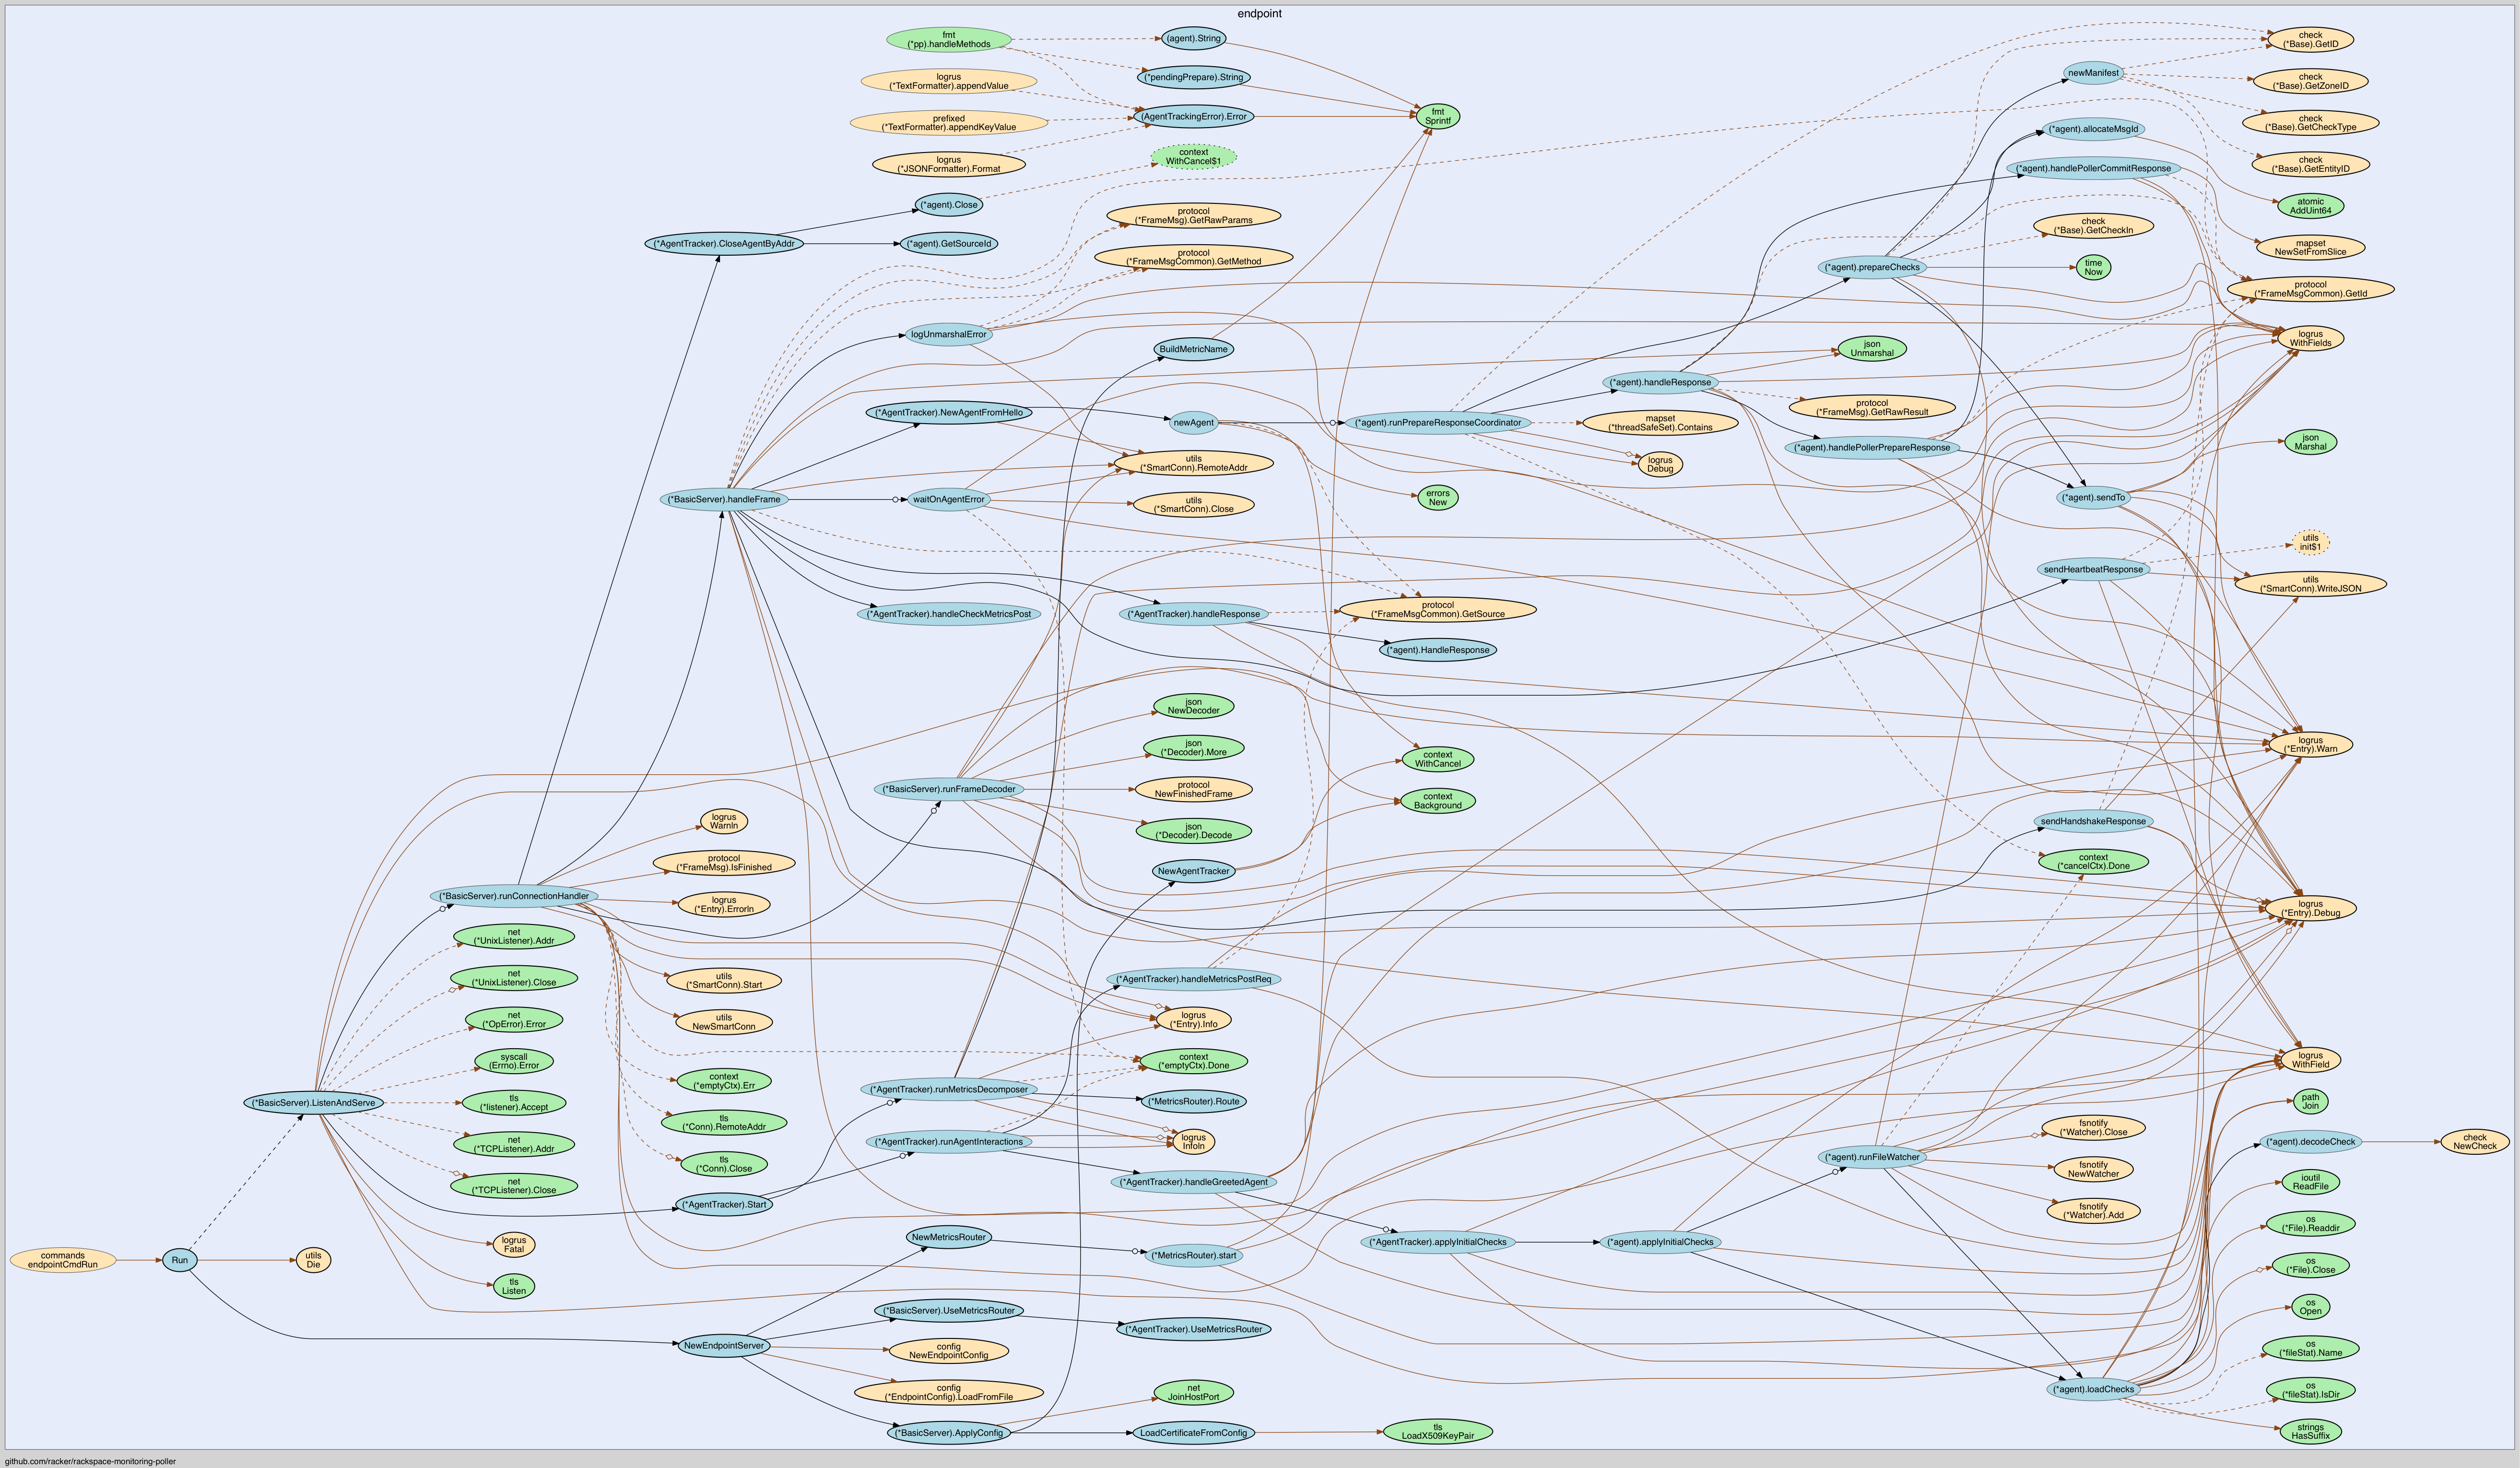 endpoint
commands
endpointCmdRun
Run
utils
Die
(*BasicServer).ListenAndServe
(*BasicServer).runConnectionHandler
net
(*UnixListener).Addr
net
(*UnixListener).Close
net
(*OpError).Error
syscall
(Errno).Error
tls
(*listener).Accept
net
(*TCPListener).Addr
net
(*TCPListener).Close
logrus
Fatal
tls
Listen
(*AgentTracker).CloseAgentByAddr
(*BasicServer).handleFrame
logrus
Warnln
protocol
(*FrameMsg).IsFinished
logrus
(*Entry).Errorln
utils
(*SmartConn).Start
utils
NewSmartConn
context
(*emptyCtx).Err
tls
(*Conn).RemoteAddr
tls
(*Conn).Close
(*AgentTracker).Start
NewEndpointServer
fmt
(*pp).handleMethods
logrus
(*TextFormatter).appendValue
prefixed
(*TextFormatter).appendKeyValue
logrus
(*JSONFormatter).Format
(*agent).Close
(*agent).GetSourceId
logUnmarshalError
(*AgentTracker).NewAgentFromHello
waitOnAgentError
(*AgentTracker).handleCheckMetricsPost
(*BasicServer).runFrameDecoder
(*AgentTracker).runMetricsDecomposer
(*AgentTracker).runAgentInteractions
NewMetricsRouter
(*BasicServer).UseMetricsRouter
config
NewEndpointConfig
config
(*EndpointConfig).LoadFromFile
(*BasicServer).ApplyConfig
(agent).String
(*pendingPrepare).String
(AgentTrackingError).Error
context
WithCancel$1
protocol
(*FrameMsg).GetRawParams
protocol
(*FrameMsgCommon).GetMethod
BuildMetricName
newAgent
utils
(*SmartConn).RemoteAddr
utils
(*SmartConn).Close
(*AgentTracker).handleResponse
json
NewDecoder
json
(*Decoder).More
protocol
NewFinishedFrame
json
(*Decoder).Decode
NewAgentTracker
(*AgentTracker).handleMetricsPostReq
logrus
(*Entry).Info
context
(*emptyCtx).Done
(*MetricsRouter).Route
logrus
Infoln
(*AgentTracker).handleGreetedAgent
(*MetricsRouter).start
(*AgentTracker).UseMetricsRouter
net
JoinHostPort
LoadCertificateFromConfig
fmt
Sprintf
(*agent).runPrepareResponseCoordinator
errors
New
protocol
(*FrameMsgCommon).GetSource
(*agent).HandleResponse
context
WithCancel
context
Background
(*AgentTracker).applyInitialChecks
tls
LoadX509KeyPair
(*agent).handleResponse
mapset
(*threadSafeSet).Contains
logrus
Debug
(*agent).applyInitialChecks
(*agent).prepareChecks
json
Unmarshal
protocol
(*FrameMsg).GetRawResult
(*agent).handlePollerPrepareResponse
(*agent).runFileWatcher
newManifest
(*agent).allocateMsgId
(*agent).handlePollerCommitResponse
check
(*Base).GetCheckIn
time
Now
(*agent).sendTo
sendHeartbeatResponse
sendHandshakeResponse
context
(*cancelCtx).Done
fsnotify
(*Watcher).Close
fsnotify
NewWatcher
fsnotify
(*Watcher).Add
(*agent).loadChecks
check
(*Base).GetID
check
(*Base).GetZoneID
check
(*Base).GetCheckType
check
(*Base).GetEntityID
atomic
AddUint64
mapset
NewSetFromSlice
protocol
(*FrameMsgCommon).GetId
logrus
WithFields
json
Marshal
utils
init$1
utils
(*SmartConn).WriteJSON
logrus
(*Entry).Warn
logrus
(*Entry).Debug
logrus
WithField
path
Join
(*agent).decodeCheck
check
NewCheck
ioutil
ReadFile
os
(*File).Readdir
os
(*File).Close
os
Open
os
(*fileStat).Name
os
(*fileStat).IsDir
strings
HasSuffix
github.com/racker/rackspace-monitoring-poller